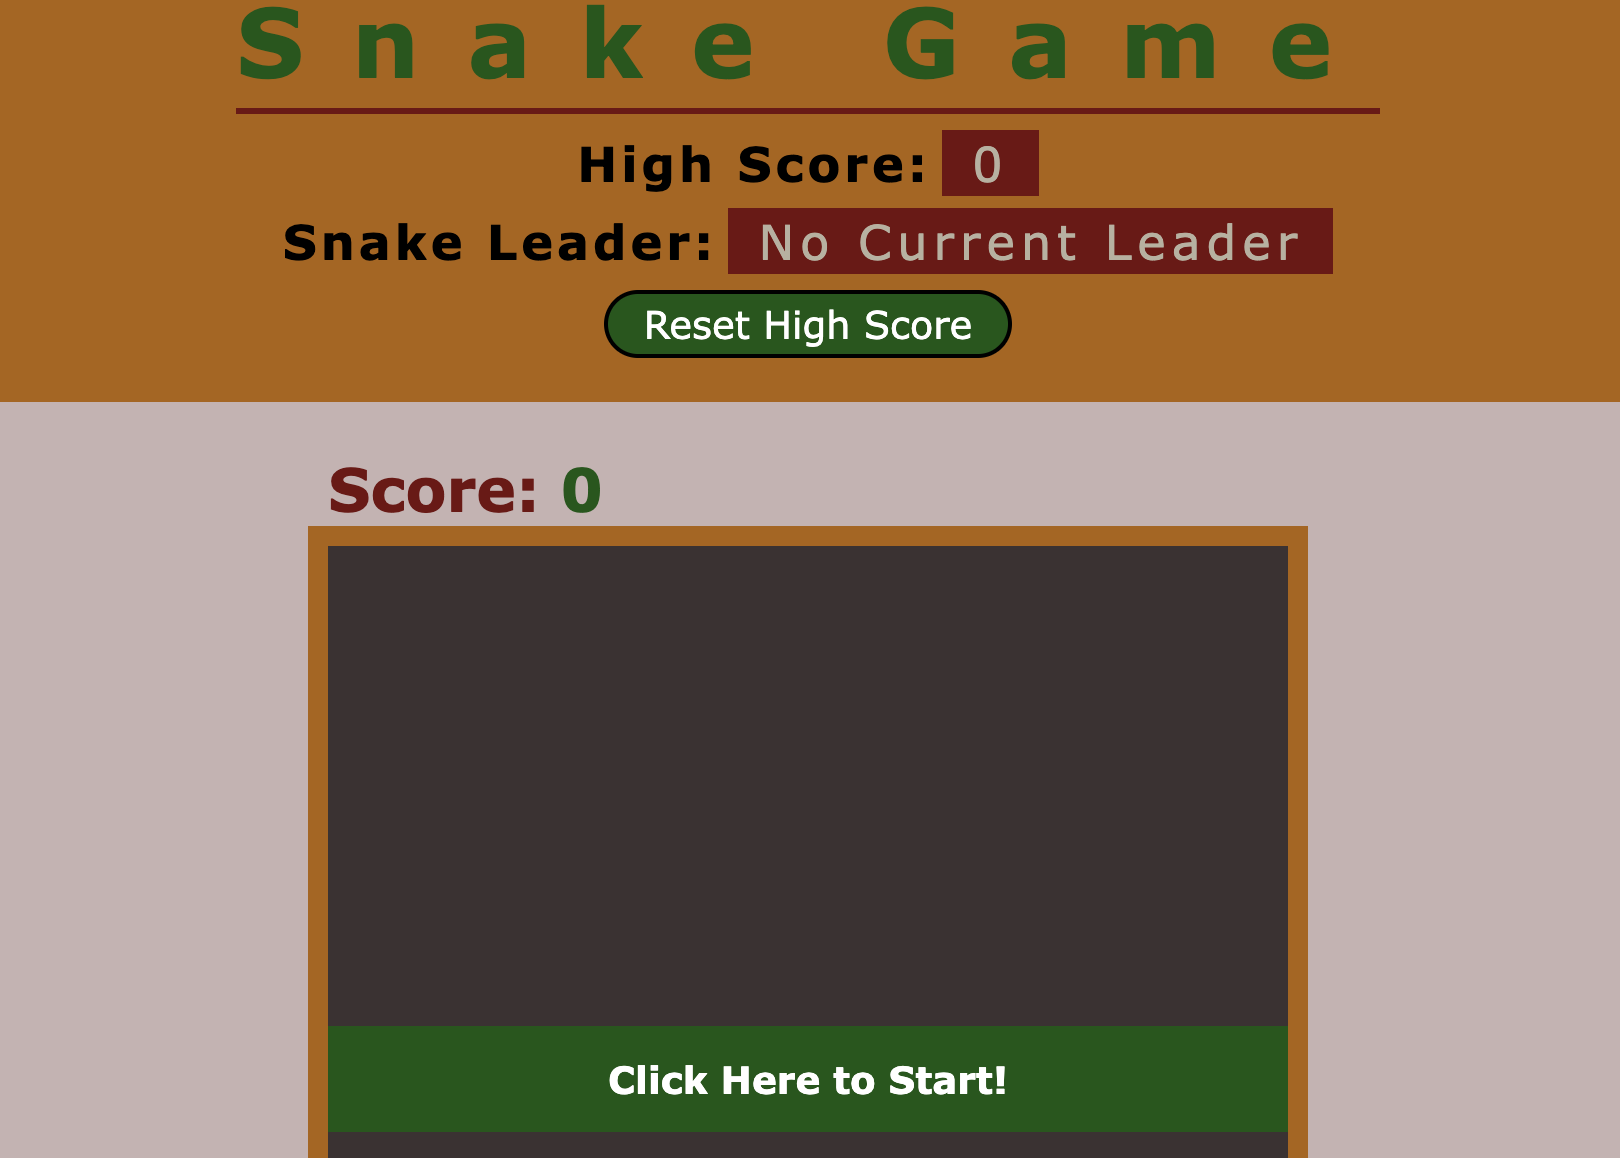 Snake Game
High Score: 0
Snake Leader: No Current Leader
Reset High Score
Score: 0
Click Here to Start!